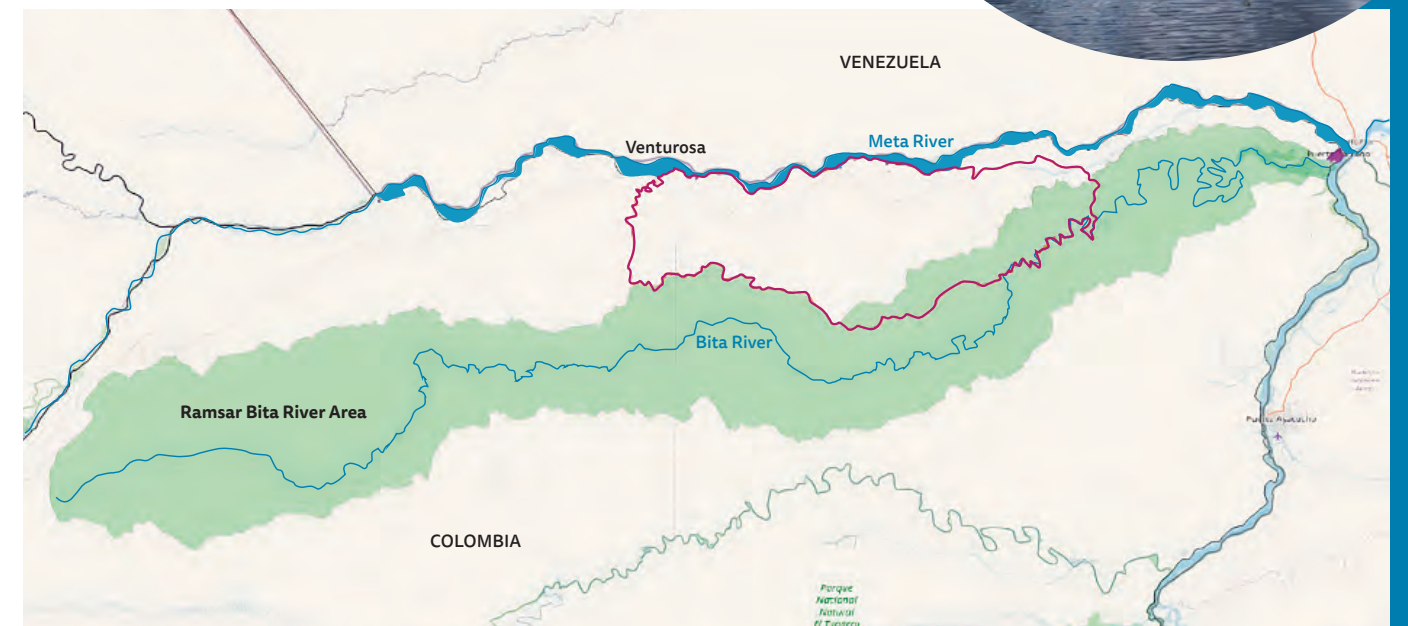 VENEZUELA
Venturosa
Meta River
Bita River
Ramsar Bita River Area
COLOMBIA
Parque
Nacional
Natural